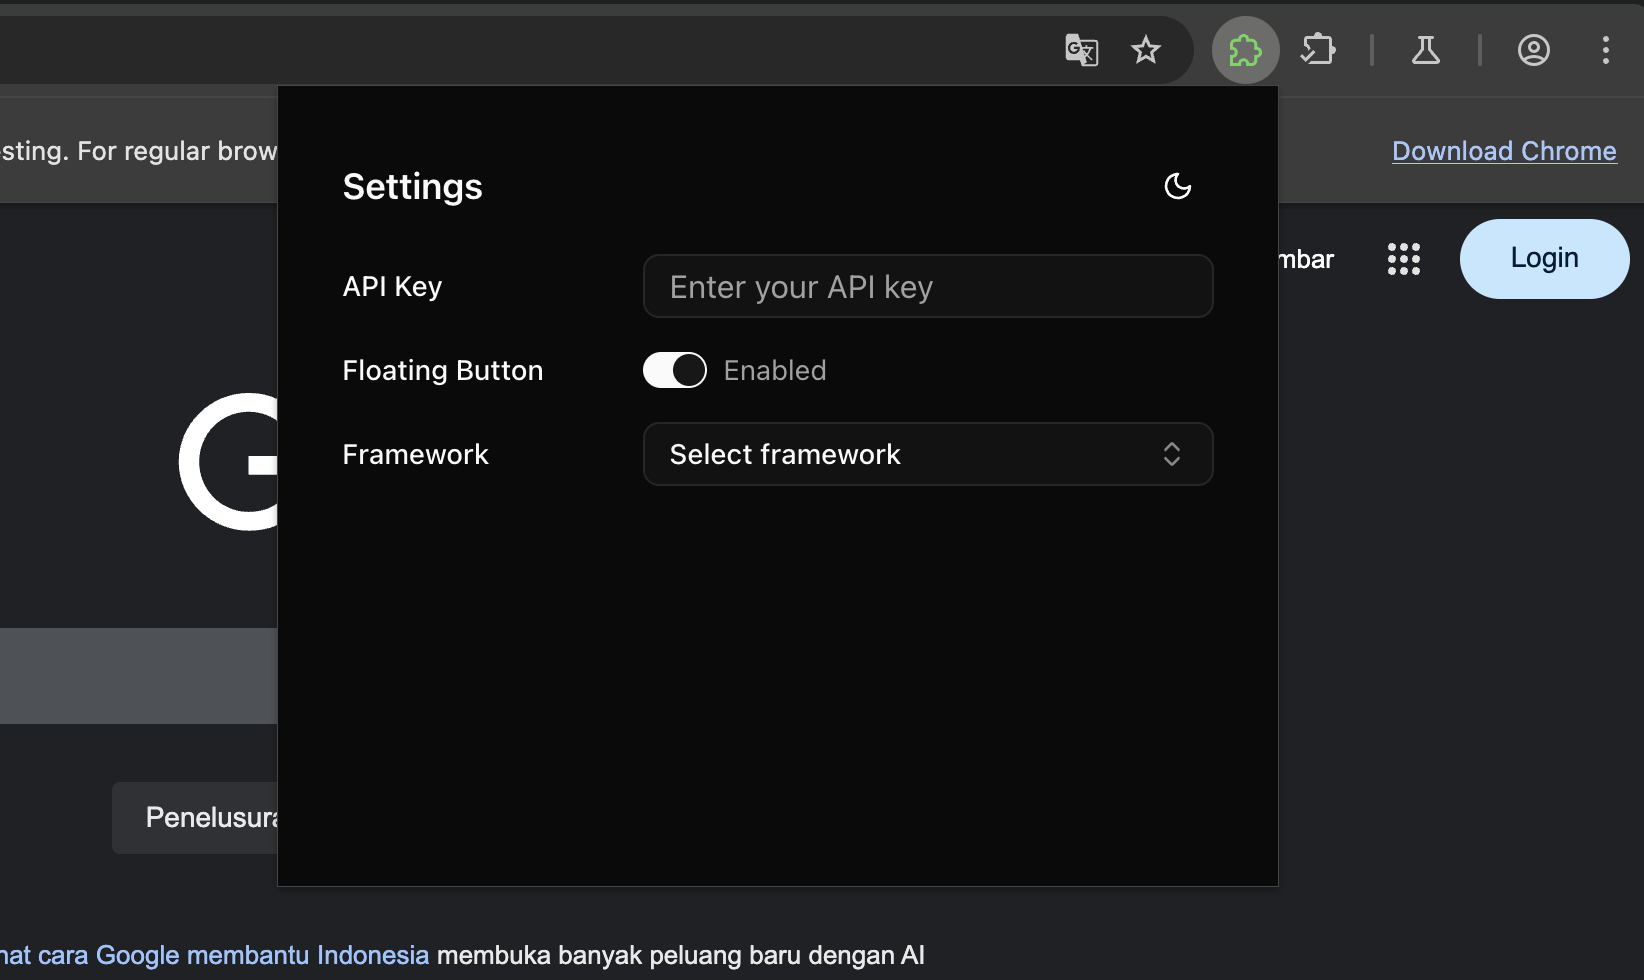 sting. For regular brow
Download Chrome
Settings
mbar
Login
API Key
Enter your API key
Floating Button
Enabled
Framework
Select framework
Penelusura
hat cara Google membantu Indonesia membuka banyak peluang baru dengan AI